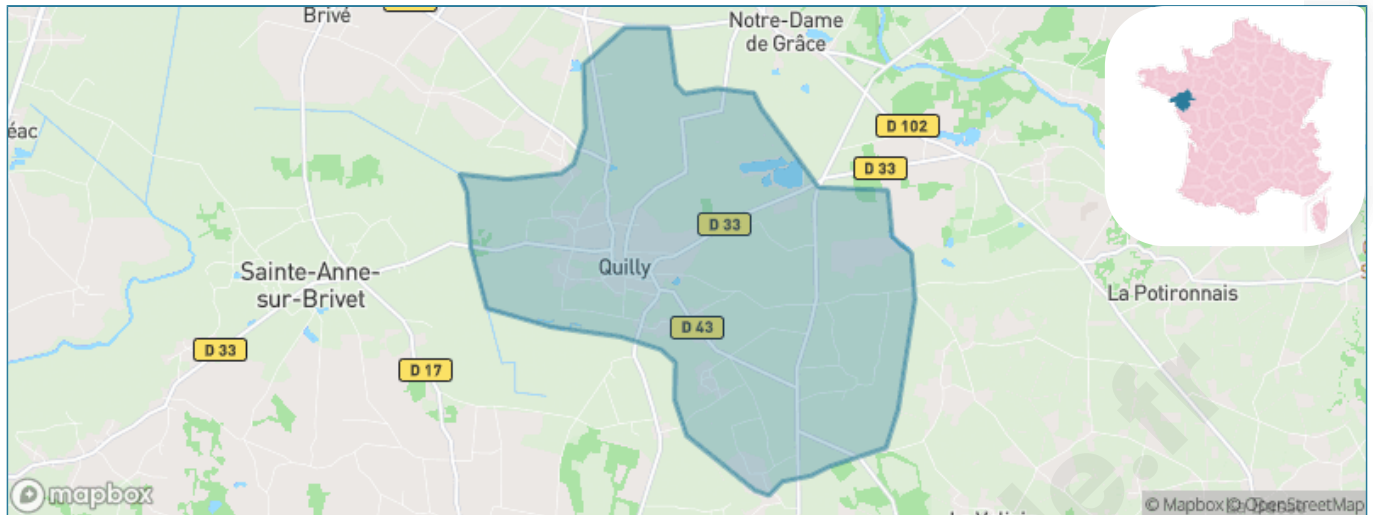 Brivé
Notre-Dame
de Grâce
éac
D 102
D 33
D 33
Quilly
Sainte-Anne-
sur-Brivet
La Potironnais
D 43
D 33
D 17
mapbox
© Mapbox © OpenStreetMap